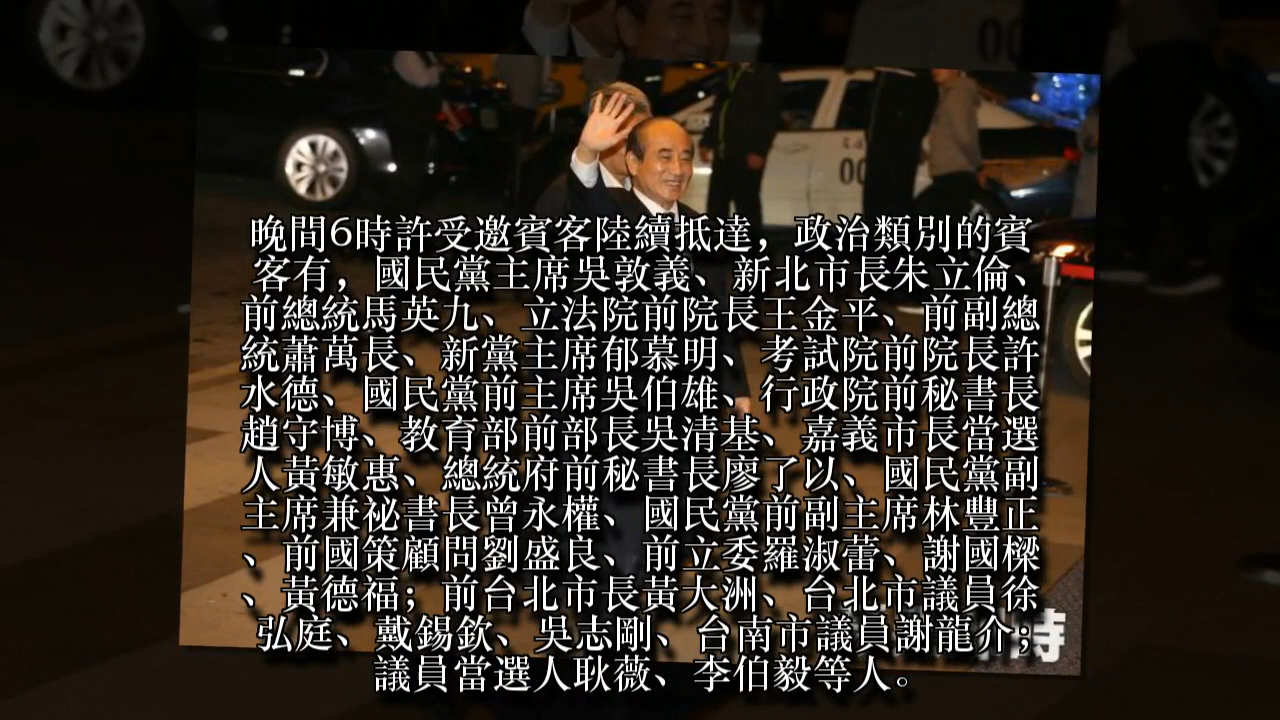 晚間6時許受邀賓客陸續抵達，政治類別的賓
客有，國民黨主席吳敦義、新北市長朱立倫、
前總統馬英九、立法院前院長王金平、前副總
統蕭萬長、新黨主席郁慕明、考試院前院長許
水德、國民黨前主席吳伯雄、行政院前秘書長
趙守博、教育部前部長吳清基、嘉義市長當選
人黃敏惠、總統府前秘書長廖了以、國民黨副
主席兼祕書長曾永權、國民黨前副主席林豐正
、前國策顧問劉盛良、前立委羅淑蕾、謝國樑
、黃德福；前台北市長黃大洲、台北市議員徐
弘庭、戴錫欽、吳志剛、台南市議員謝龍介；
議員當選人耿葳、李伯毅等人。
00
時